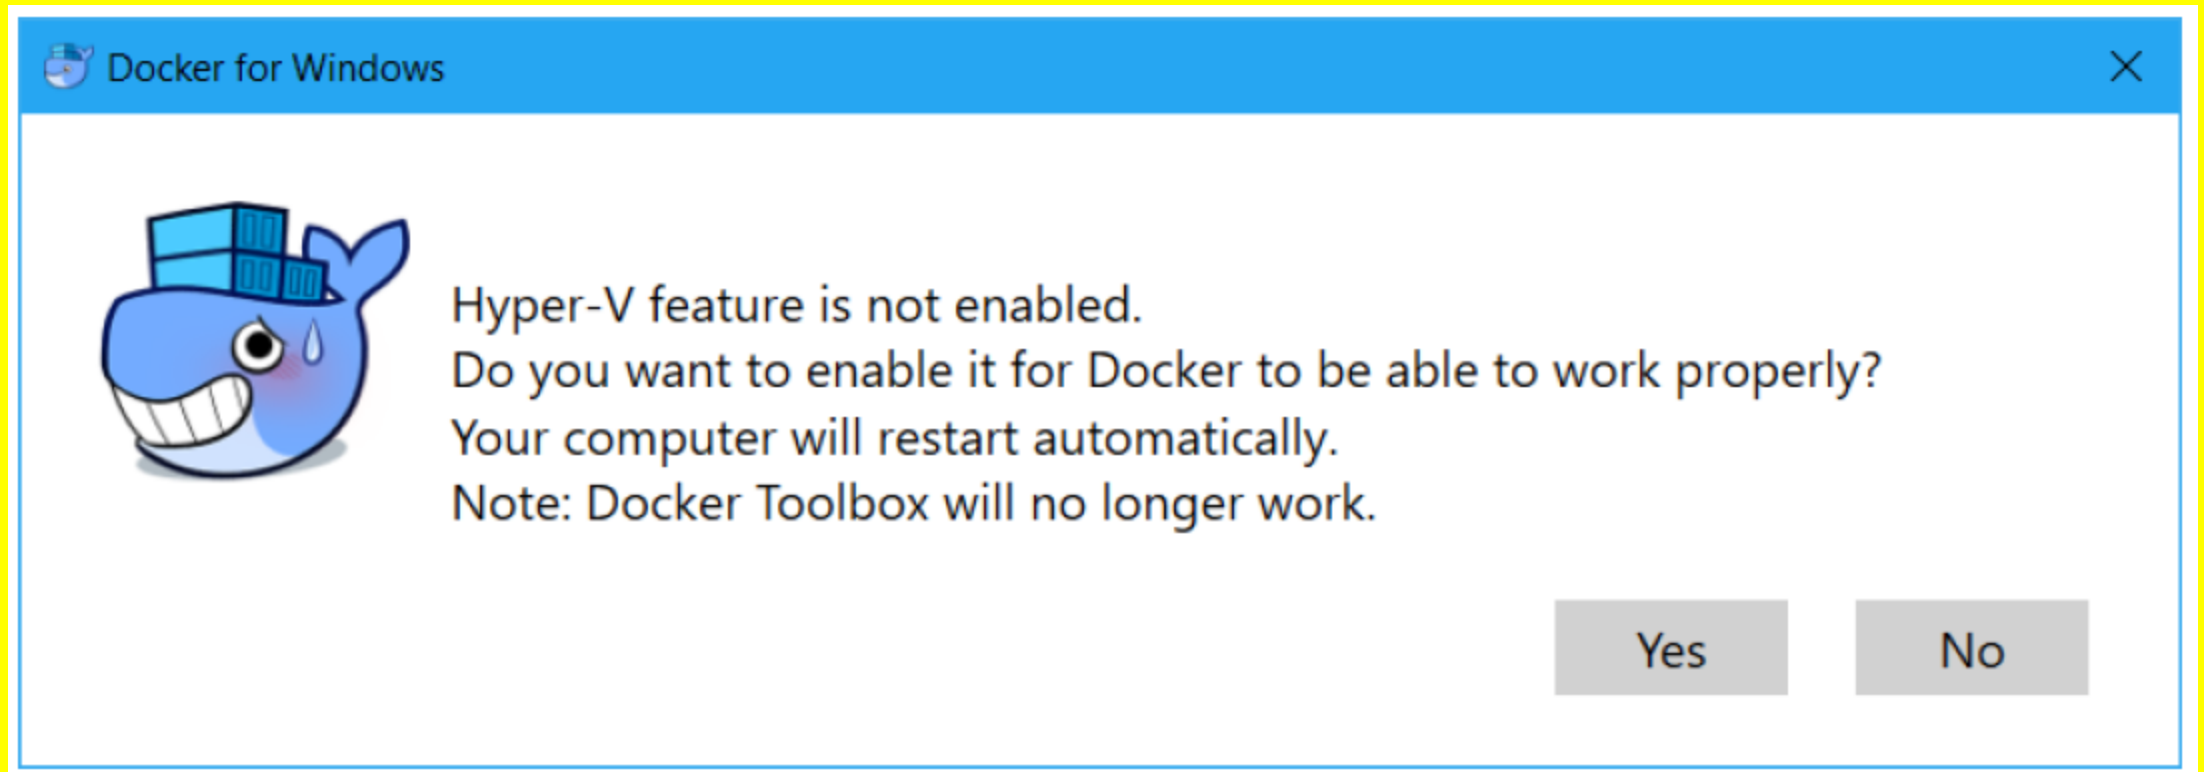 Docker for Windows
Hyper-V feature is not enabled.
Do you want to enable it for Docker to be able to work properly?
Your computer will restart automatically.
Note: Docker Toolbox will no longer work.
Yes No